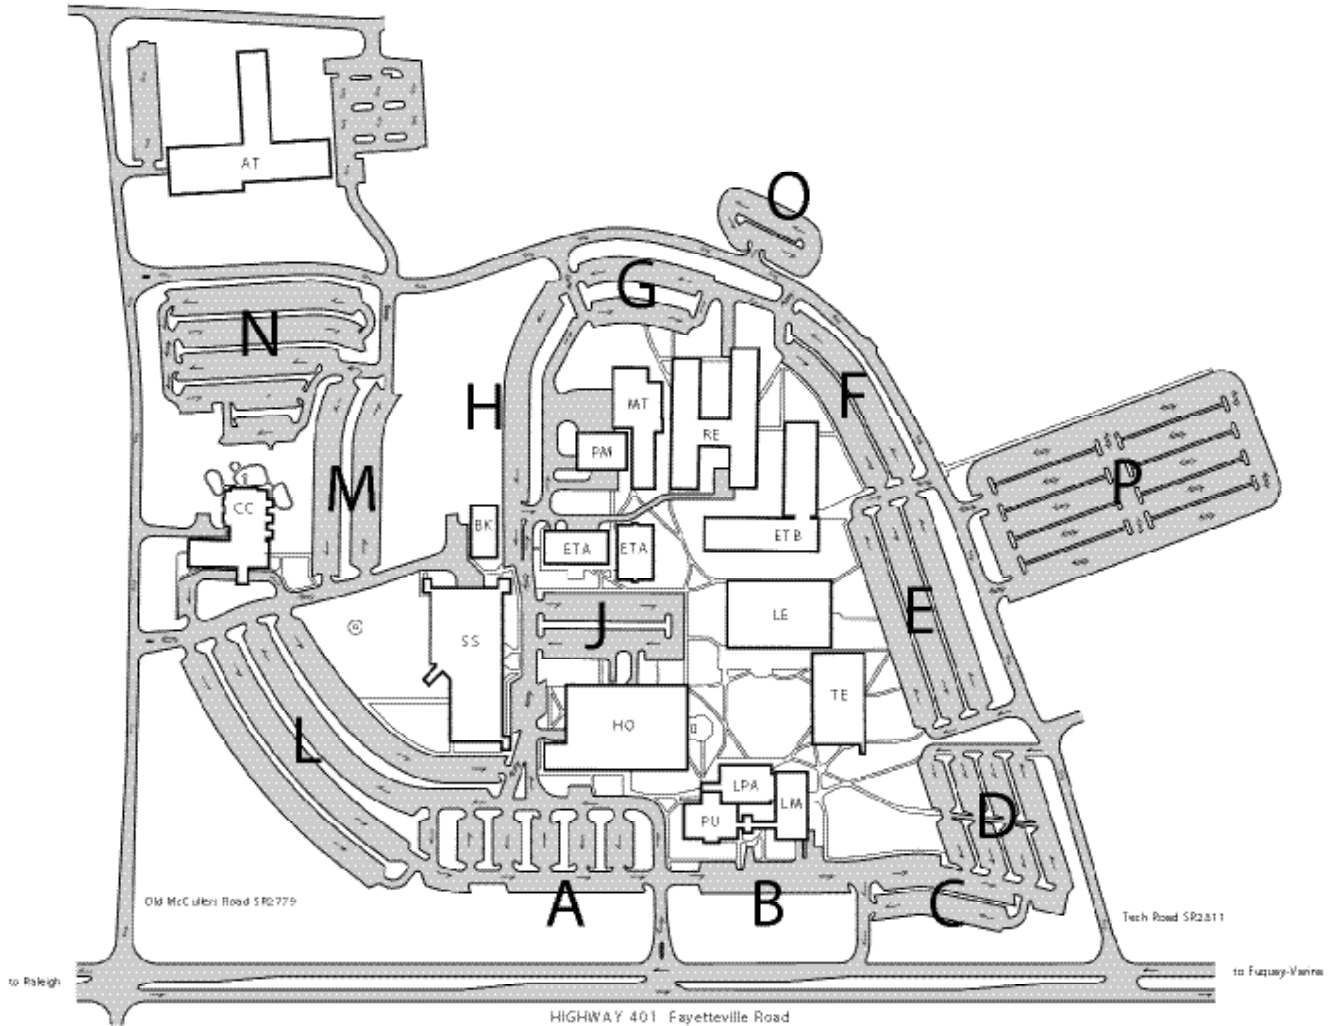 AT
O
G
N
F
H
MT
RE
P
PM
M
CC
BK
ETB
ETA
ETA
E
J
LE
SS
TE
HO
L
LPA
LM
D
PU
A
B
C
Old McCullers Road SR2779
Tech Road SR2811
to Raleigh
to Fuquay-Varina
HIGHWAY 401 Fayetteville Road